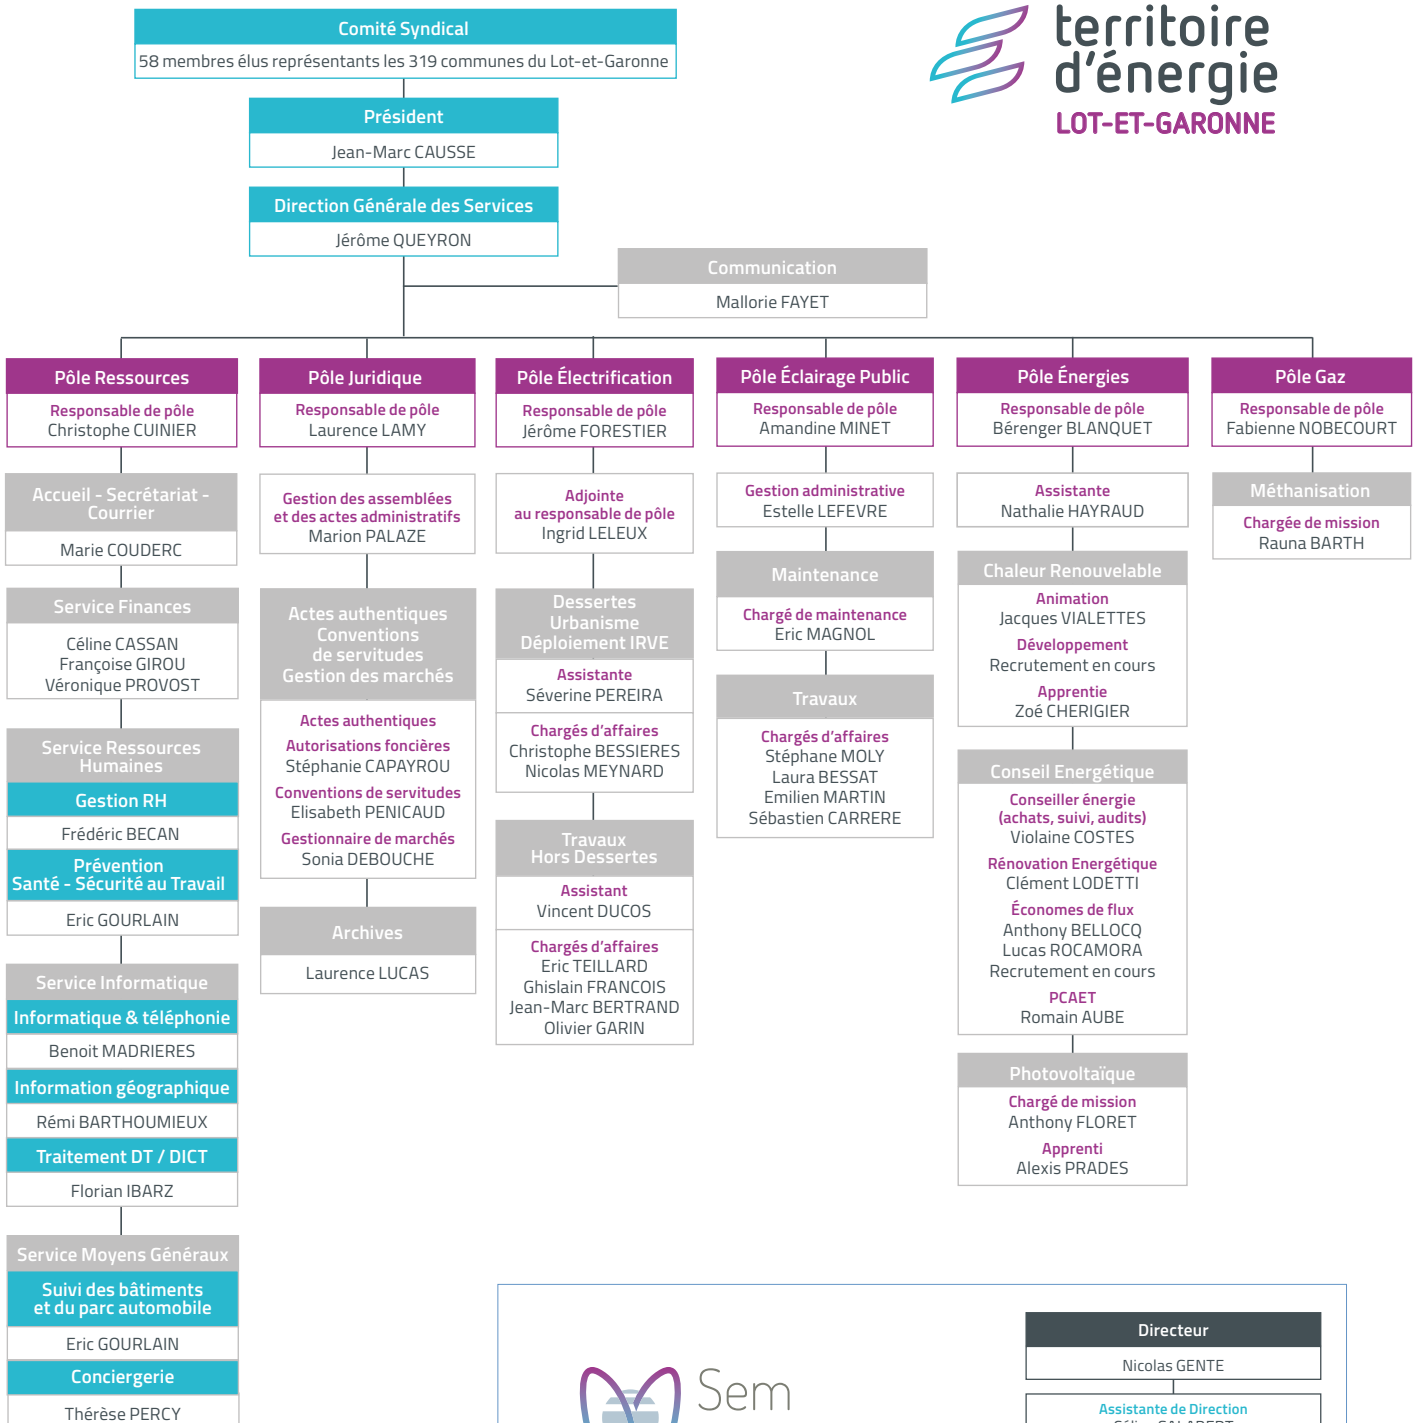 Comité Syndical
58 membres élus représentants les 319 communes du Lot-et-Garonne
territoire
d'énergie
LOT-ET-GARONNE
Président
Jean-Marc CAUSSE
Direction Générale des Services
Jérôme QUEYRON
Communication
Mallorie FAYET
Pôle Ressources
Responsable de pôle
Christophe CUINIER
Accueil - Secrétariat -
Courrier
Marie COUDERC
Service Finances
Céline CASSAN
Françoise GIROU
Véronique PROVOST
Service Ressources
Humaines
Gestion RH
Frédéric BECAN
Prévention
Santé - Sécurité au Travail
Eric GOURLAIN
Service Informatique
Informatique & téléphonie
Benoit MADRIERES
Information géographique
Rémi BARTHOUMIEUX
Traitement DT / DICT
Florian IBARZ
Service Moyens Généraux
Suivi des bâtiments
et du parc automobile
Eric GOURLAIN
Conciergerie
Thérèse PERCY
Pôle Juridique
Responsable de pôle
Laurence LAMY
Gestion des assemblées
et des actes administratifs
Marion PALAZE
Actes authentiques
Conventions
de servitudes
Gestion des marchés
Actes authentiques
Autorisations foncières
Stéphanie CAPAYROU
Conventions de servitudes
Elisabeth PENICAUD
Gestionnaire de marchés
Sonia DEBOUCHE
Archives
Laurence LUCAS
Pôle Électrification
Responsable de pôle
Jérôme FORESTIER
Adjointe
au responsable de pôle
Ingrid LELEUX
Dessertes
Urbanisme
Déploiement IRVE
Assistante
Séverine PEREIRA
Chargés d'affaires
Christophe BESSIERES
Nicolas MEYNARD
Travaux
Hors Dessertes
Assistant
Vincent DUCOS
Chargés d'affaires
Eric TEILLARD
Ghislain FRANCOIS
Jean-Marc BERTRAND
Olivier GARIN
Pôle Éclairage Public
Responsable de pôle
Amandine MINET
Gestion administrative
Estelle LEFEVRE
Maintenance
Chargé de maintenance
Eric MAGNOL
Travaux
Chargés d'affaires
Stéphane MOLY
Laura BESSAT
Emilien MARTIN
Sébastien CARRERE
Pôle Énergies
Responsable de pôle
Bérenger BLANQUET
Assistante
Nathalie HAYRAUD
Chaleur Renouvelable
Animation
Jacques VIALETTES
Développement
Recrutement en cours
Apprentie
Zoé CHERIGIER
Conseil Energétique
Conseiller énergie
(achats, suivi, audits)
Violaine COSTES
Rénovation Energétique
Clément LODETTI
Économes de flux
Anthony BELLOCQ
Lucas ROCAMORA
Recrutement en cours
PCAET
Romain AUBE
Photovoltaïque
Chargé de mission
Anthony FLORET
Apprenti
Alexis PRADES
Pôle Gaz
Responsable de pôle
Fabienne NOBECOURT
Méthanisation
Chargée de mission
Rauna BARTH
Sem
Directeur
Nicolas GENTE
Assistante de Direction